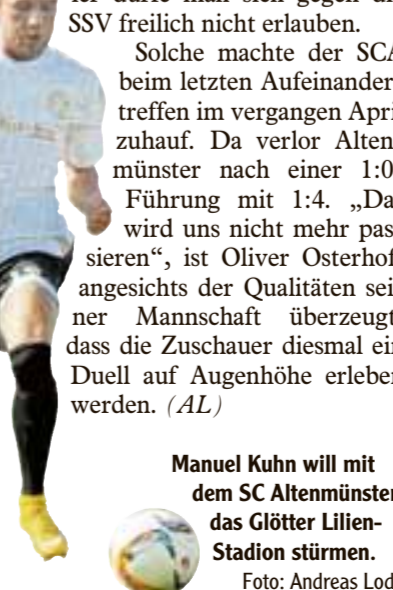 SSV freilich nicht erlauben.
Solche machte der SCA
beim letzten Aufeinander
treffen im vergangen Apri
zuhauf. Da verlor Alten
münster nach einer 1:0
Führung mit 1:4. „Da
wird uns nicht mehr pas
sieren“, ist Oliver Osterhof
angesichts der Qualitäten sei
ner Mannschaft überzeugt
dass die Zuschauer diesmal ein
Duell auf Augenhöhe erleben
werden. (AL)
Manuel Kuhn will mit
dem SC Altenmünster
das Glötter Lilien-
Stadion stürmen.
Foto: Andreas Lod